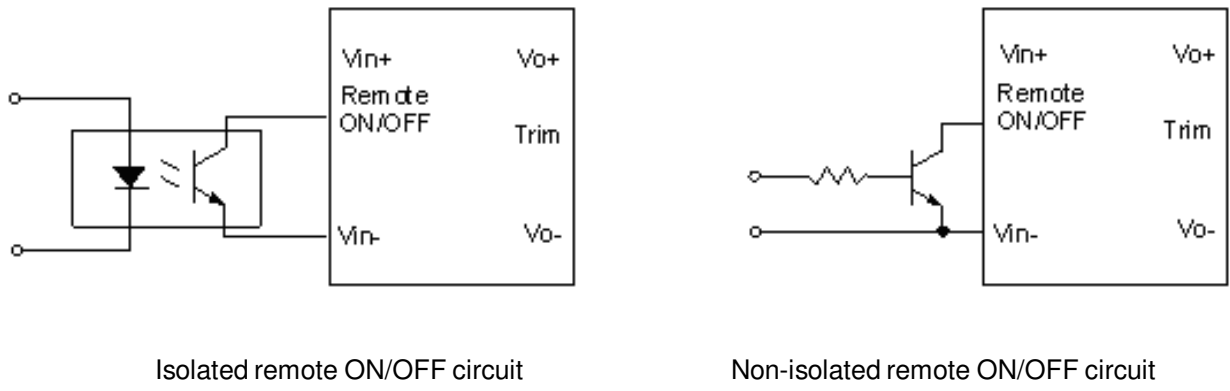 Vin+ Vo+
Remote
ON/OFF
Trim
Vin- Vo-
Vin+ Vo+
Remote
ON/OFF
Trim
Vin- Vo-
Isolated remote ON/OFF circuit
Non-isolated remote ON/OFF circuit